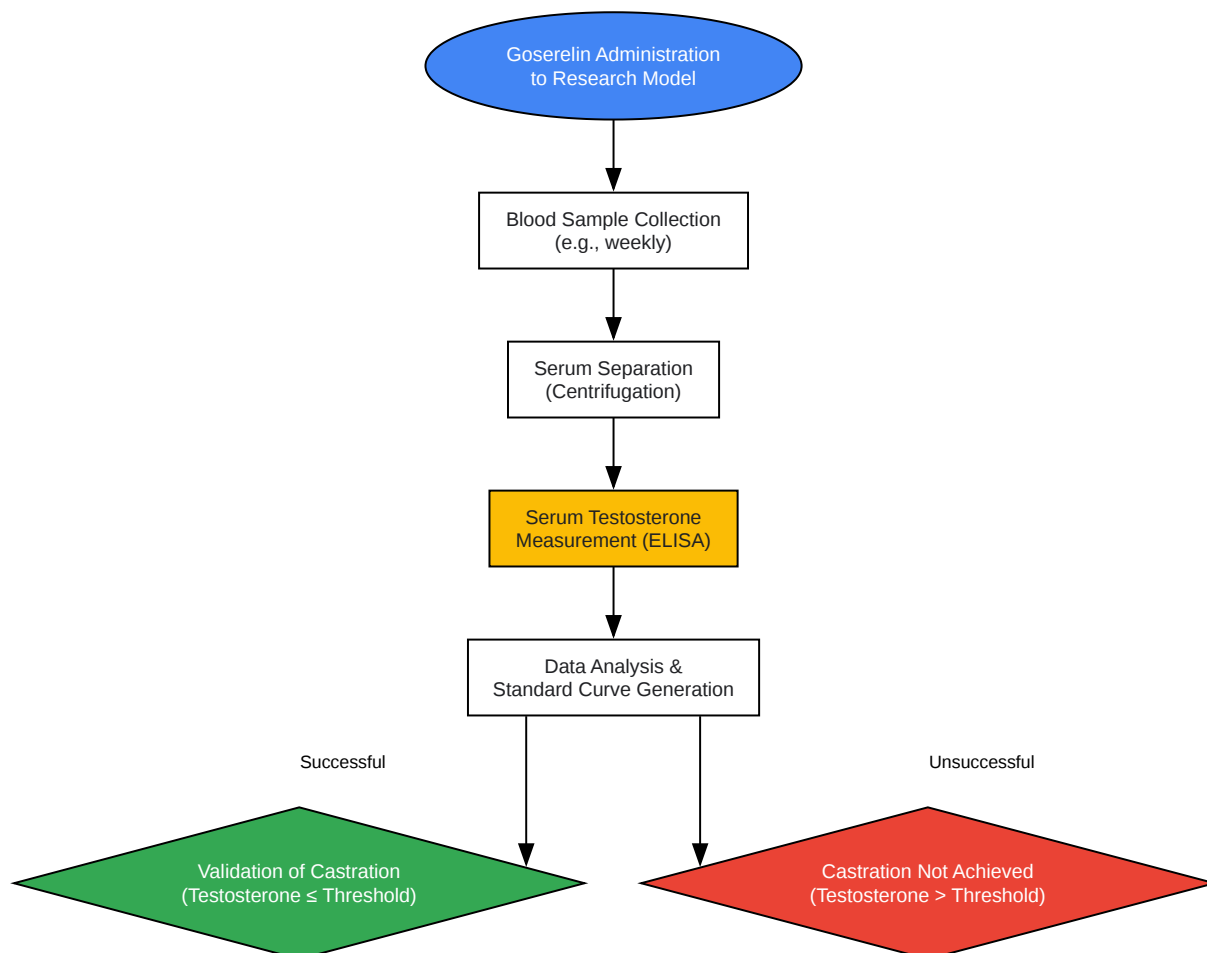 Goserelin Administration
to Research Model
Blood Sample Collection
(e.g., weekly)
Serum Separation
(Centrifugation)
Serum Testosterone
Measurement (ELISA)
Data Analysis &
Standard Curve Generation
Successful
Unsuccessful
Validation of Castration
(Testosterone ≤ Threshold)
Castration Not Achieved
(Testosterone > Threshold)